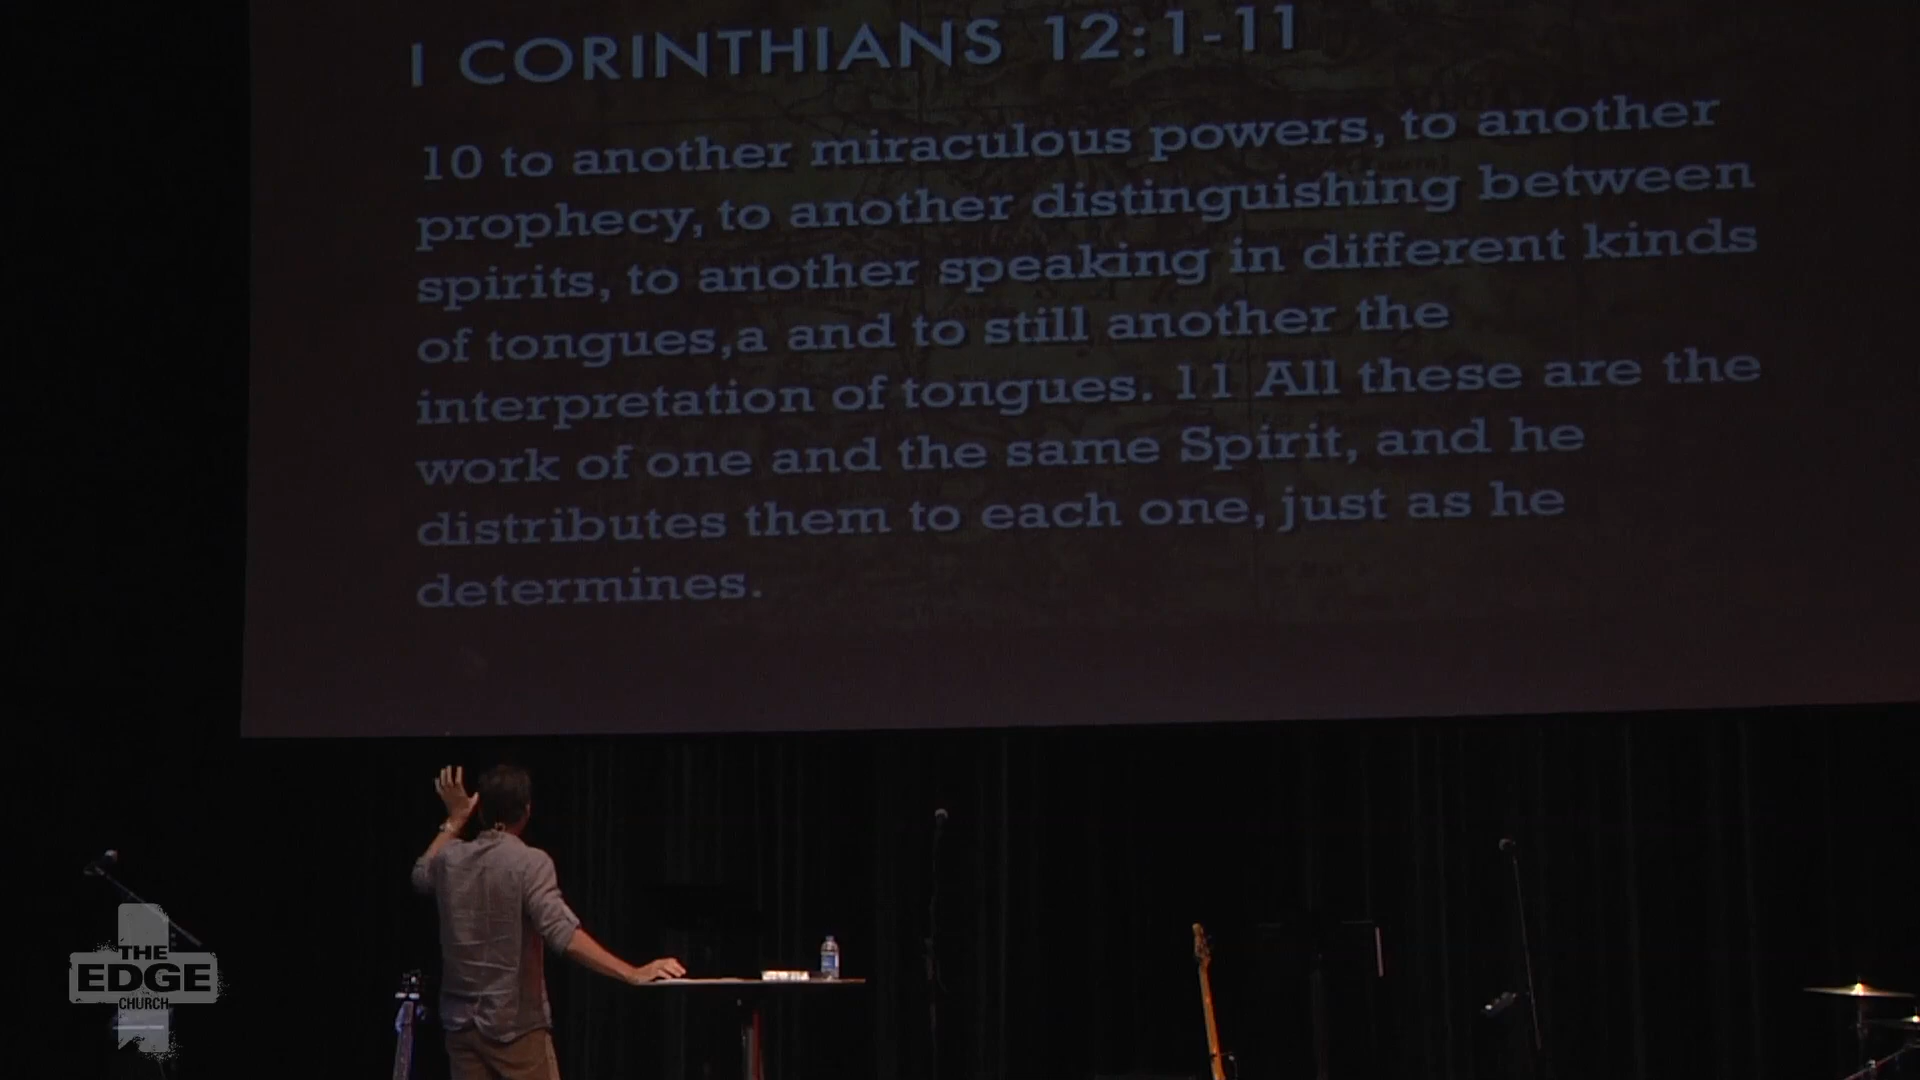 I CORINTHIANS 12:1-11
10 to another miraculous powers, to another
prophecy, to another distinguishing between
spirits, to another speaking in different kinds
of tongues,a and to still another the
interpretation of tongues. 11 All these are the
work of one and the same Spirit, and he
distributes them to each one, just as he
determines.
THE
EDGE
CHURCH